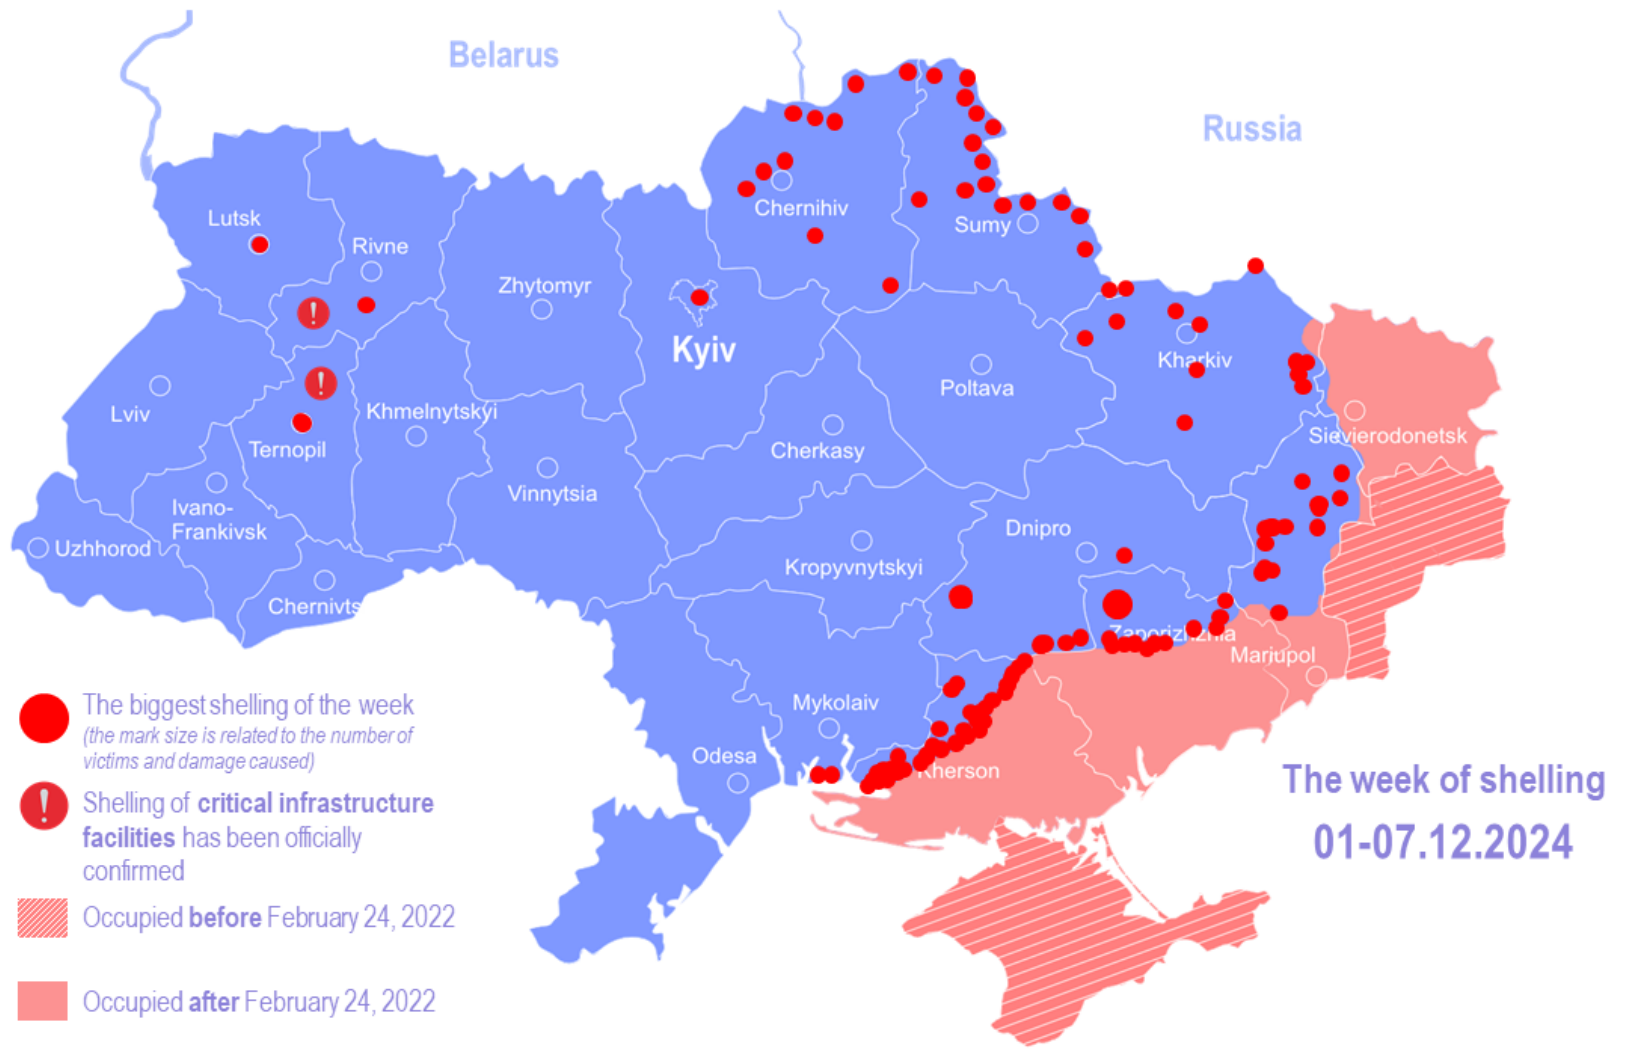 Belarus
Russia
Lutsk
Rivne
Chernihiv
Sumy
Zhytomyr
Kyiv
Kharkiv
Lviv
Khmelnytskyi
Ternopil
Poltava
Cherkasy
Sievierodonetsk
Vinnytsia
Ivano-
Frankivsk
Uzhhorod
Dnipro
Kropyvnytskyi
Chernivts
Zaporizhzhia
Mariupol
Mykolaiv
Odesa
Kherson
The biggest shelling of the week
(the mark size is related to the number of
victims and damage caused)
! Shelling of critical infrastructure
facilities has been officially
confirmed
Occupied before February 24, 2022
Occupied after February 24, 2022
The week of shelling
01-07.12.2024